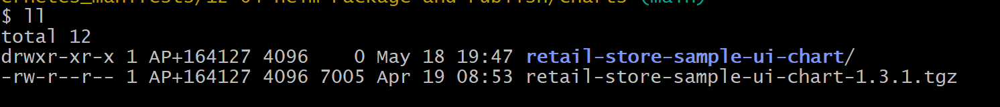 ernetes_manifests/12-04-Helm-Package-and-Publish/charts (main)
$ ll
total 12
drwxr-xr-x 1 AP+164127 4096    0 May 18 19:47 retail-store-sample-ui-chart/
-rw-r--r-- 1 AP+164127 4096 7005 Apr 19 08:53 retail-store-sample-ui-chart-1.3.1.tgz